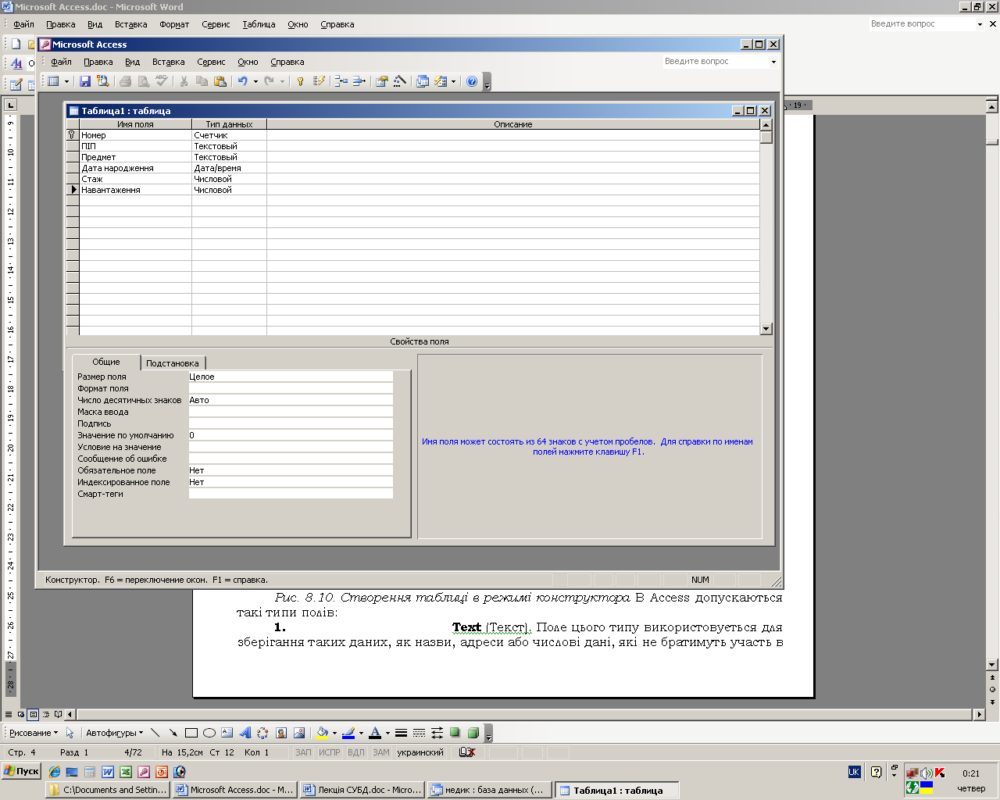 Microsoft Access.doc - Microsoft Word
Файл Правка Вид Вставка Формат Сервис Таблица Окно Справка
Введите вопрос
Microsoft Access
Файл Правка Вид Вставка Сервис Окно Справка
Введите вопрос
Таблица1 : таблица
Имя поля Тип данных Описание
Номер Счетчик
ПІП Текстовый
Предмет Текстовый
Дата народження Дата/время
Стаж Числовой
Навантаження Числовой
Свойства поля
Общие Подстановка
Размер поля Целое
Формат поля
Число десятичных знаков Авто
Маска ввода
Подпись
Значение по умолчанию 0
Условие на значение
Сообщение об ошибке
Обязательное поле Нет
Индексированное поле Нет
Смарт-теги
Имя поля может состоять из 64 знаков с учетом пробелов. Для справки по именам
полей нажмите клавишу F1.
Конструктор. F6 = переключение окон. F1 = справка.
NUM
Рис. 8.10. Створення таблиці в режимі конструктора В Access допускаються
такі типи полів:
1. Text (Текст). Поле цього типу використовується для
зберігання таких даних, як назви, адреси або числові дані, які не братимуть участь в
Рисование Автофигуры
Стр. 4 Разд 1 4/72 На 15,2см Ст 12 Кол 1 ЗАП ИСПР ВДЛ ЗАМ украинский
Пуск
UK
0:21
C:\Documents and Settin... Microsoft Access.doc - M... Лекція СУБД.doc - Micro... медик : база данных (... Таблица1 : таблица
четвер